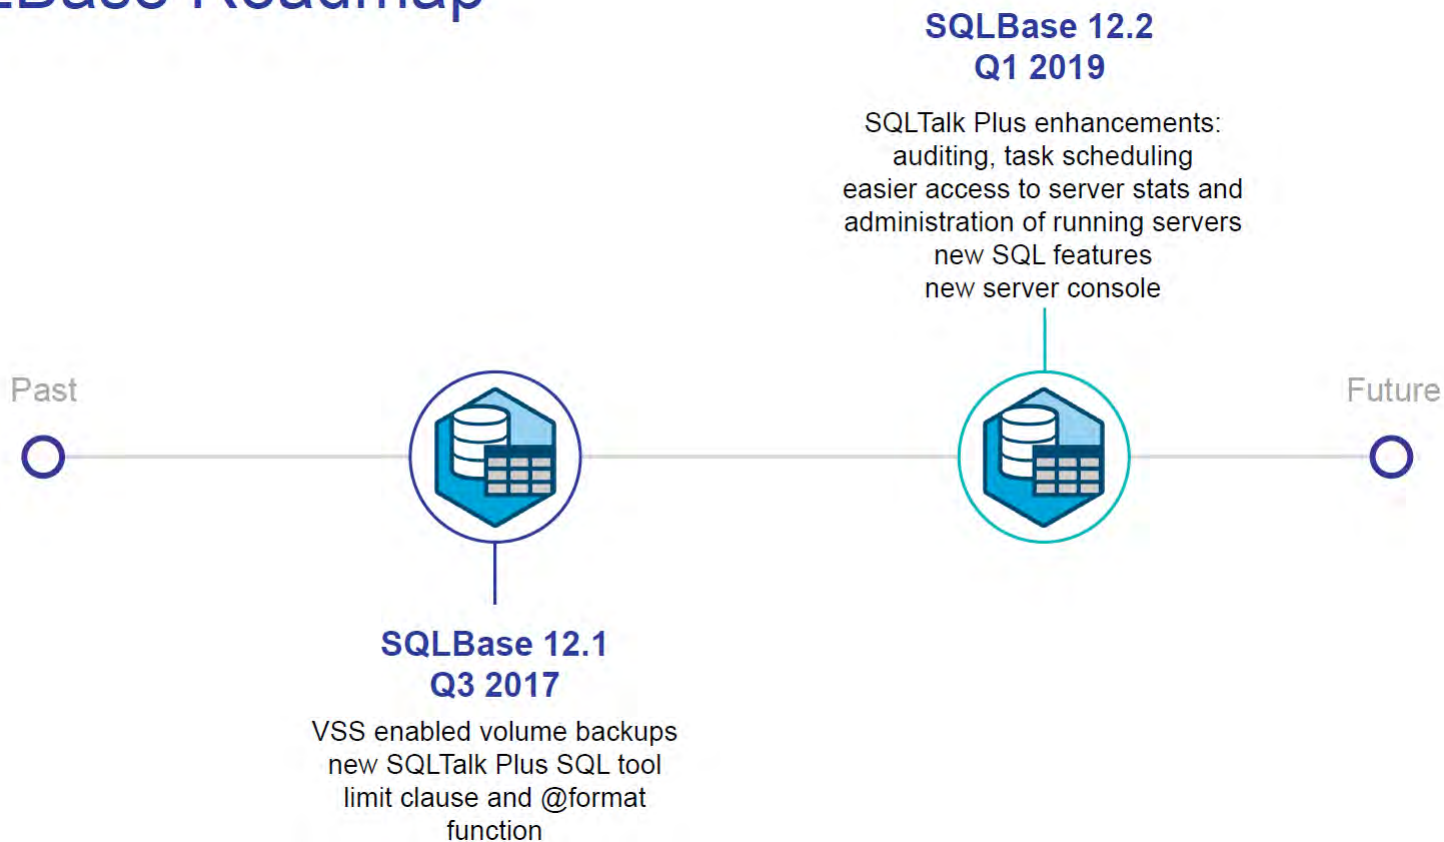 Base Roadmap
SQLBase 12.2
Q1 2019
SQLTalk Plus enhancements:
auditing, task scheduling
easier access to server stats and
administration of running servers
new SQL features
new server console
Past
Future
SQLBase 12.1
Q3 2017
VSS enabled volume backups
new SQLTalk Plus SQL tool
limit clause and @format
function